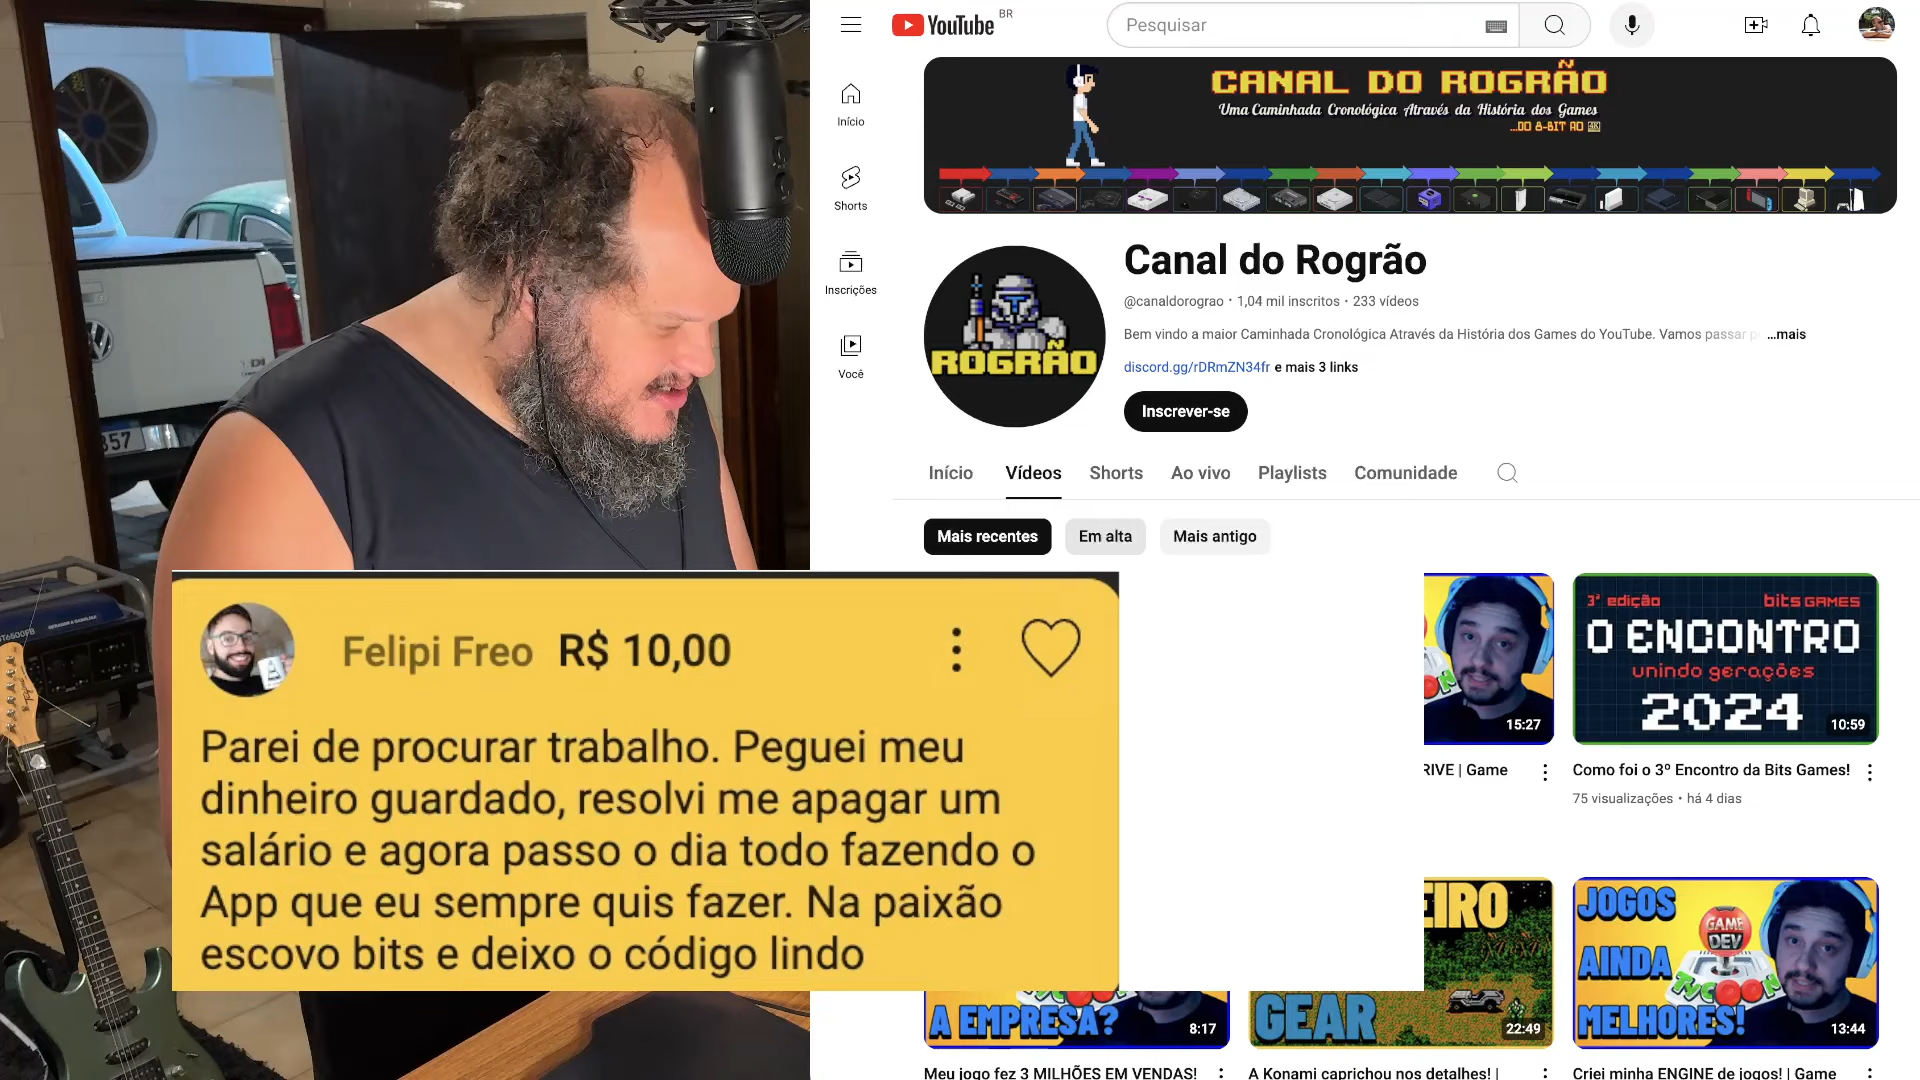 YouTube BR
Pesquisar
Início
Shorts
Inscrições
Você
CANAL DO ROGRÃO
Uma Caminhada Cronológica Através da História dos Games
...DO 8-BIT AO 4K
ROGRÃO
Canal do Rogrão
@canaldorograo • 1,04 mil inscritos • 233 vídeos
Bem vindo a maior Caminhada Cronológica Através da História dos Games do YouTube. Vamos passar ...mais
discord.gg/rDRmZN34fr e mais 3 links
Inscrever-se
Início Vídeos Shorts Ao vivo Playlists Comunidade
Mais recentes Em alta Mais antigo
Felipi Freo R$ 10,00
Parei de procurar trabalho. Peguei meu
dinheiro guardado, resolvi me apagar um
salário e agora passo o dia todo fazendo o
App que eu sempre quis fazer. Na paixão
escovo bits e deixo o código lindo
15:27
RIVE | Game
3ª edição bits GAMES
O ENCONTRO
unindo gerações
2024
10:59
Como foi o 3º Encontro da Bits Games!
75 visualizações • há 4 dias
A EMPRESA?
8:17
Meu jogo fez 3 MILHÕES EM VENDAS!
EIRO
GEAR
22:49
A Konami caprichou nos detalhes! |
JOGOS
AINDA
MELHORES!
GAME
DEV
TYCOON
13:44
Criei minha ENGINE de jogos! | Game
TDI
357